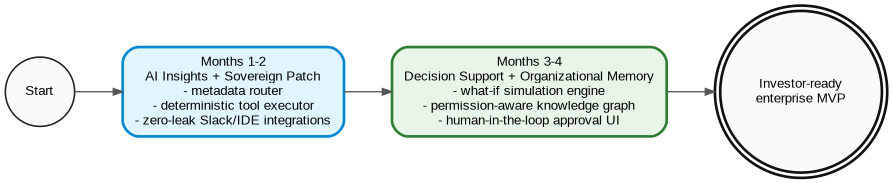 Start
Months 1-2
AI Insights + Sovereign Patch
- metadata router
- deterministic tool executor
- zero-leak Slack/IDE integrations
Months 3-4
Decision Support + Organizational Memory
- what-if simulation engine
- permission-aware knowledge graph
- human-in-the-loop approval UI
Investor-ready
enterprise MVP